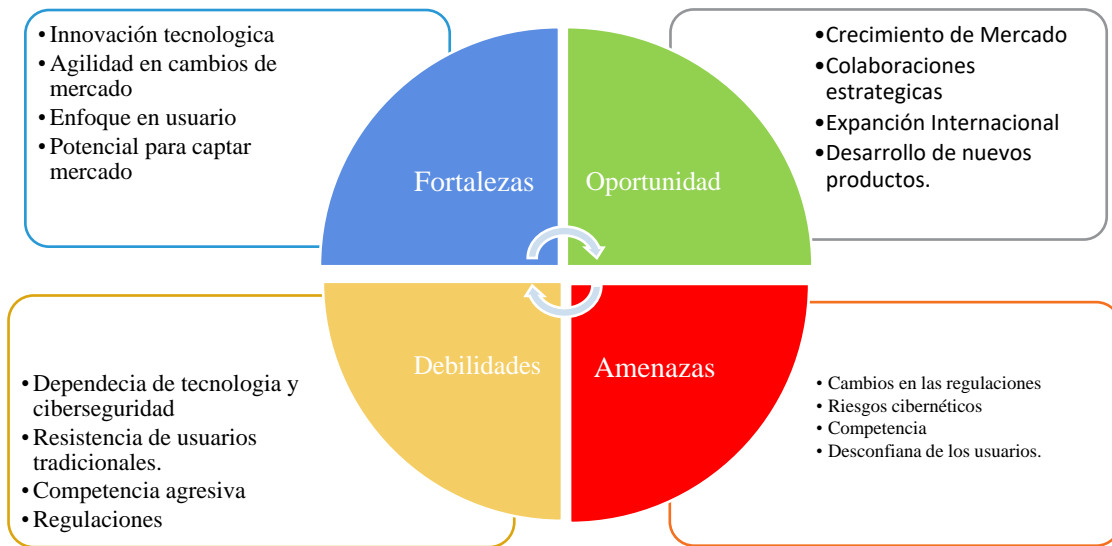 • Innovación tecnologica
• Agilidad en cambios de
mercado
• Enfoque en usuario
• Potencial para captar
mercado
Fortalezas
Oportunidad
•Crecimiento de Mercado
•Colaboraciones
estrategicas
•Expanción Internacional
•Desarrollo de nuevos
productos.
• Dependecia de tecnologia y
ciberseguridad
• Resistencia de usuarios
tradicionales.
• Competencia agresiva
• Regulaciones
Debilidades
Amenazas
• Cambios en las regulaciones
• Riesgos cibernéticos
• Competencia
• Desconfiana de los usuarios.